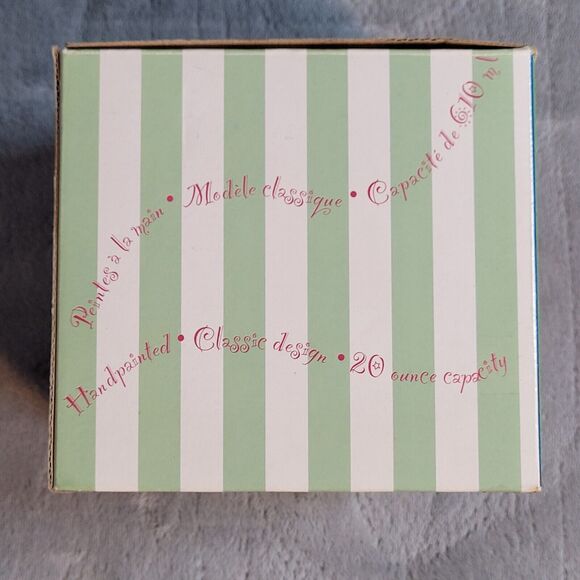 Peintes à la main • Modèle classique • Capacité de 610 ml
Handpainted • Classic design • 20 ounce capacity